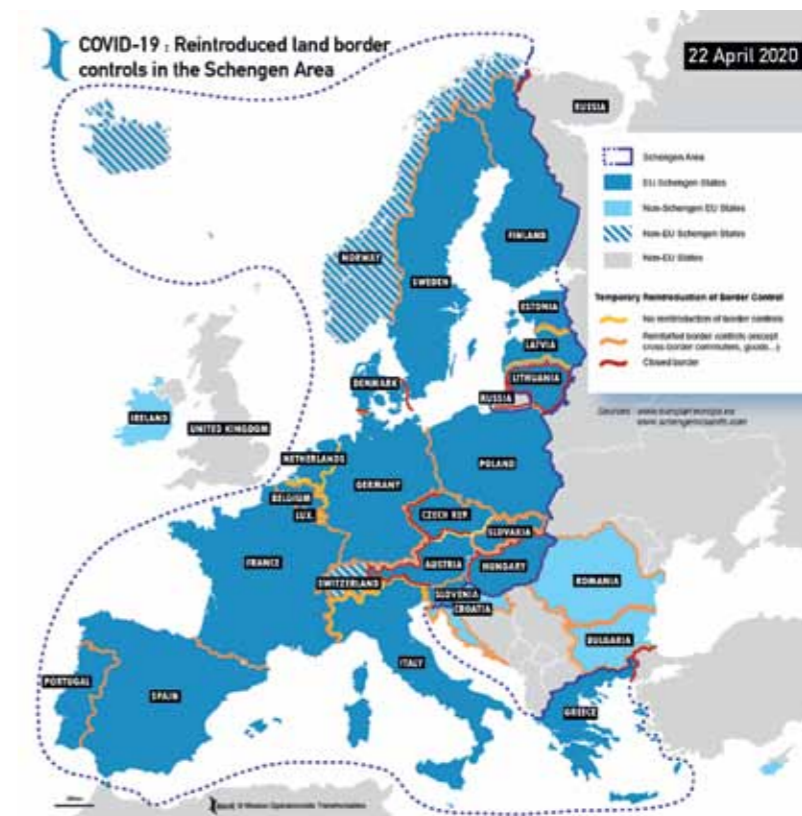 COVID-19 : Reintroduced land border
controls in the Schengen Area
22 April 2020
RUSSIA
Schengen Area
EU Schengen States
Non-Schengen EU States
Non-EU Schengen States
Non-EU States
Temporary Reintroduction of Border Control
No reintroduction of border controls
Reinstated border controls (except
cross-border commuters, goods...)
Closed border
Sources :
NORWAY
SWEDEN
FINLAND
ESTONIA
LATVIA
LITHUANIA
RUSSIA
DENMARK
IRELAND
UNITED KINGDOM
NETHERLANDS
BELGIUM
LUX.
GERMANY
POLAND
CZECH REP.
SLOVAKIA
FRANCE
SWITZERLAND
AUSTRIA
HUNGARY
SLOVENIA
CROATIA
ROMANIA
BULGARIA
ITALY
PORTUGAL
SPAIN
GREECE
© Mission Opérationnelle Transfrontalière